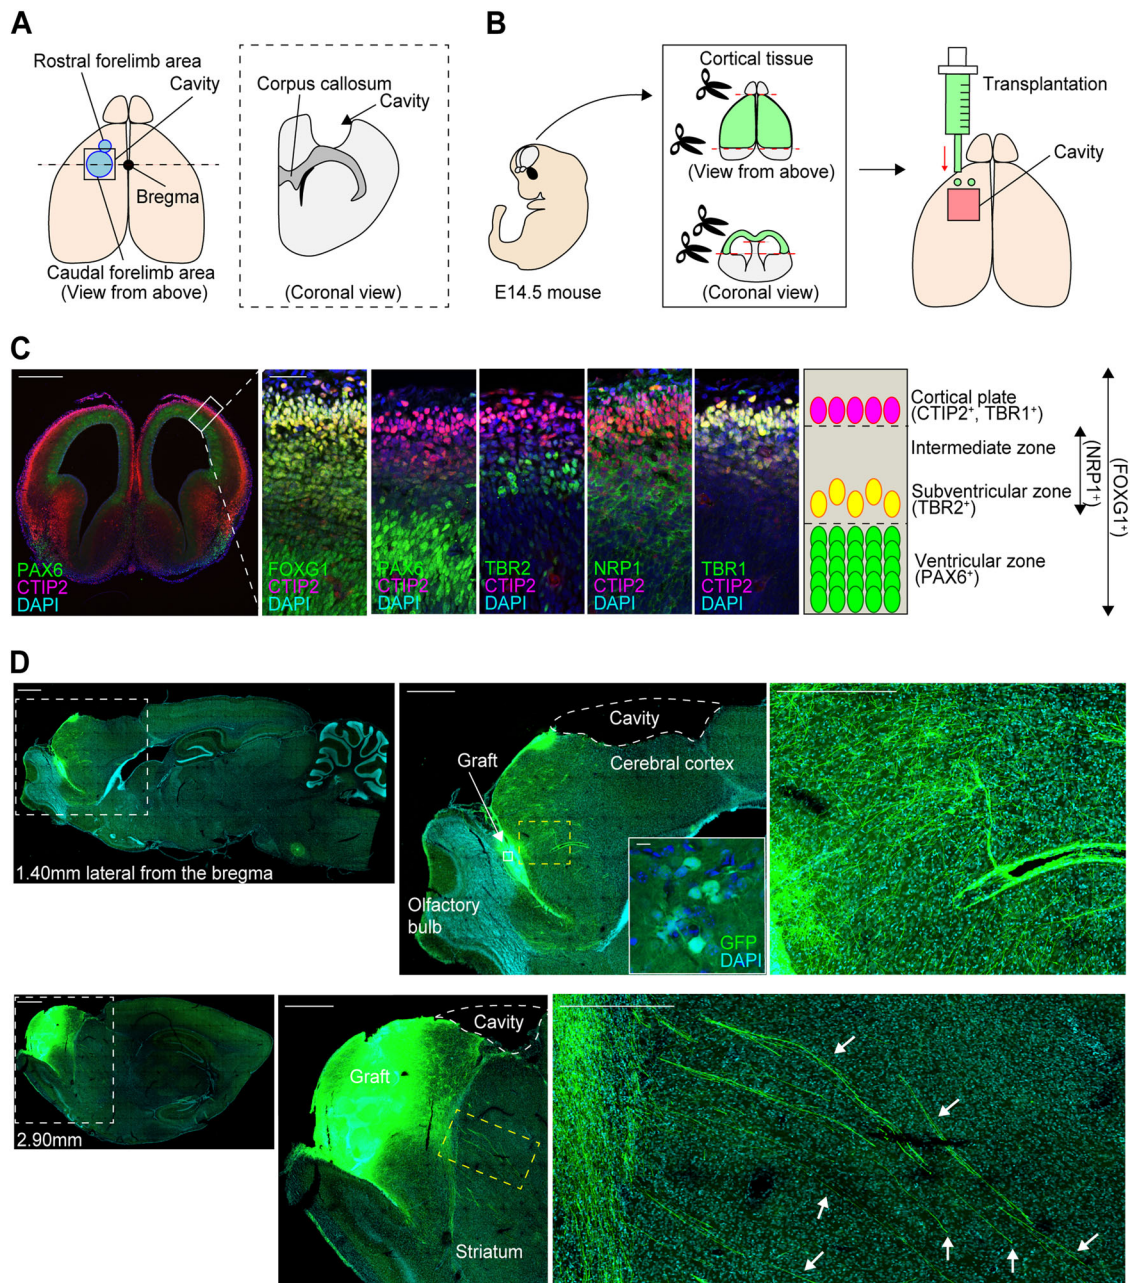 A
Rostral forelimb area
Cavity
Bregma
Caudal forelimb area
(View from above)
Corpus callosum
Cavity
(Coronal view)
B
E14.5 mouse
Cortical tissue
(View from above)
(Coronal view)
Transplantation
Cavity
C
PAX6
CTIP2
DAPI
FOXG1
CTIP2
DAPI
PAX6
CTIP2
DAPI
TBR2
CTIP2
DAPI
NRP1
CTIP2
DAPI
TBR1
CTIP2
DAPI
Cortical plate
(CTIP2⁺, TBR1⁺)
Intermediate zone
Subventricular zone
(TBR2⁺)
Ventricular zone
(PAX6⁺)
(NRP1⁺)
(FOXG1⁺)
D
1.40mm lateral from the bregma
Cavity
Graft
Cerebral cortex
Olfactory
bulb
GFP
DAPI
2.90mm
Cavity
Graft
Striatum